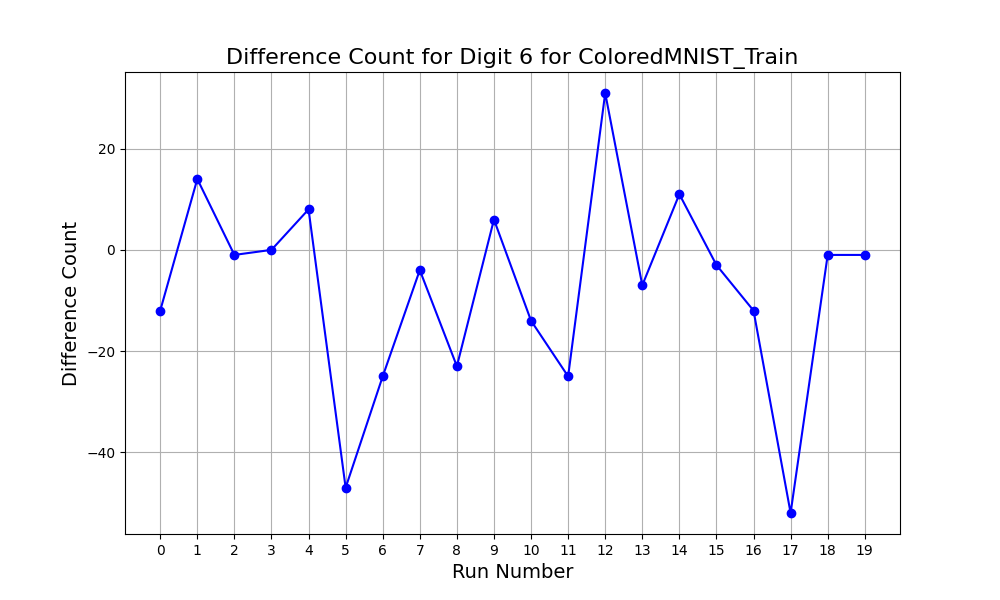 Difference Count for Digit 6 for ColoredMNIST_Train
Difference Count
20
0
−20
−40
0 1 2 3 4 5 6 7 8 9 10 11 12 13 14 15 16 17 18 19
Run Number